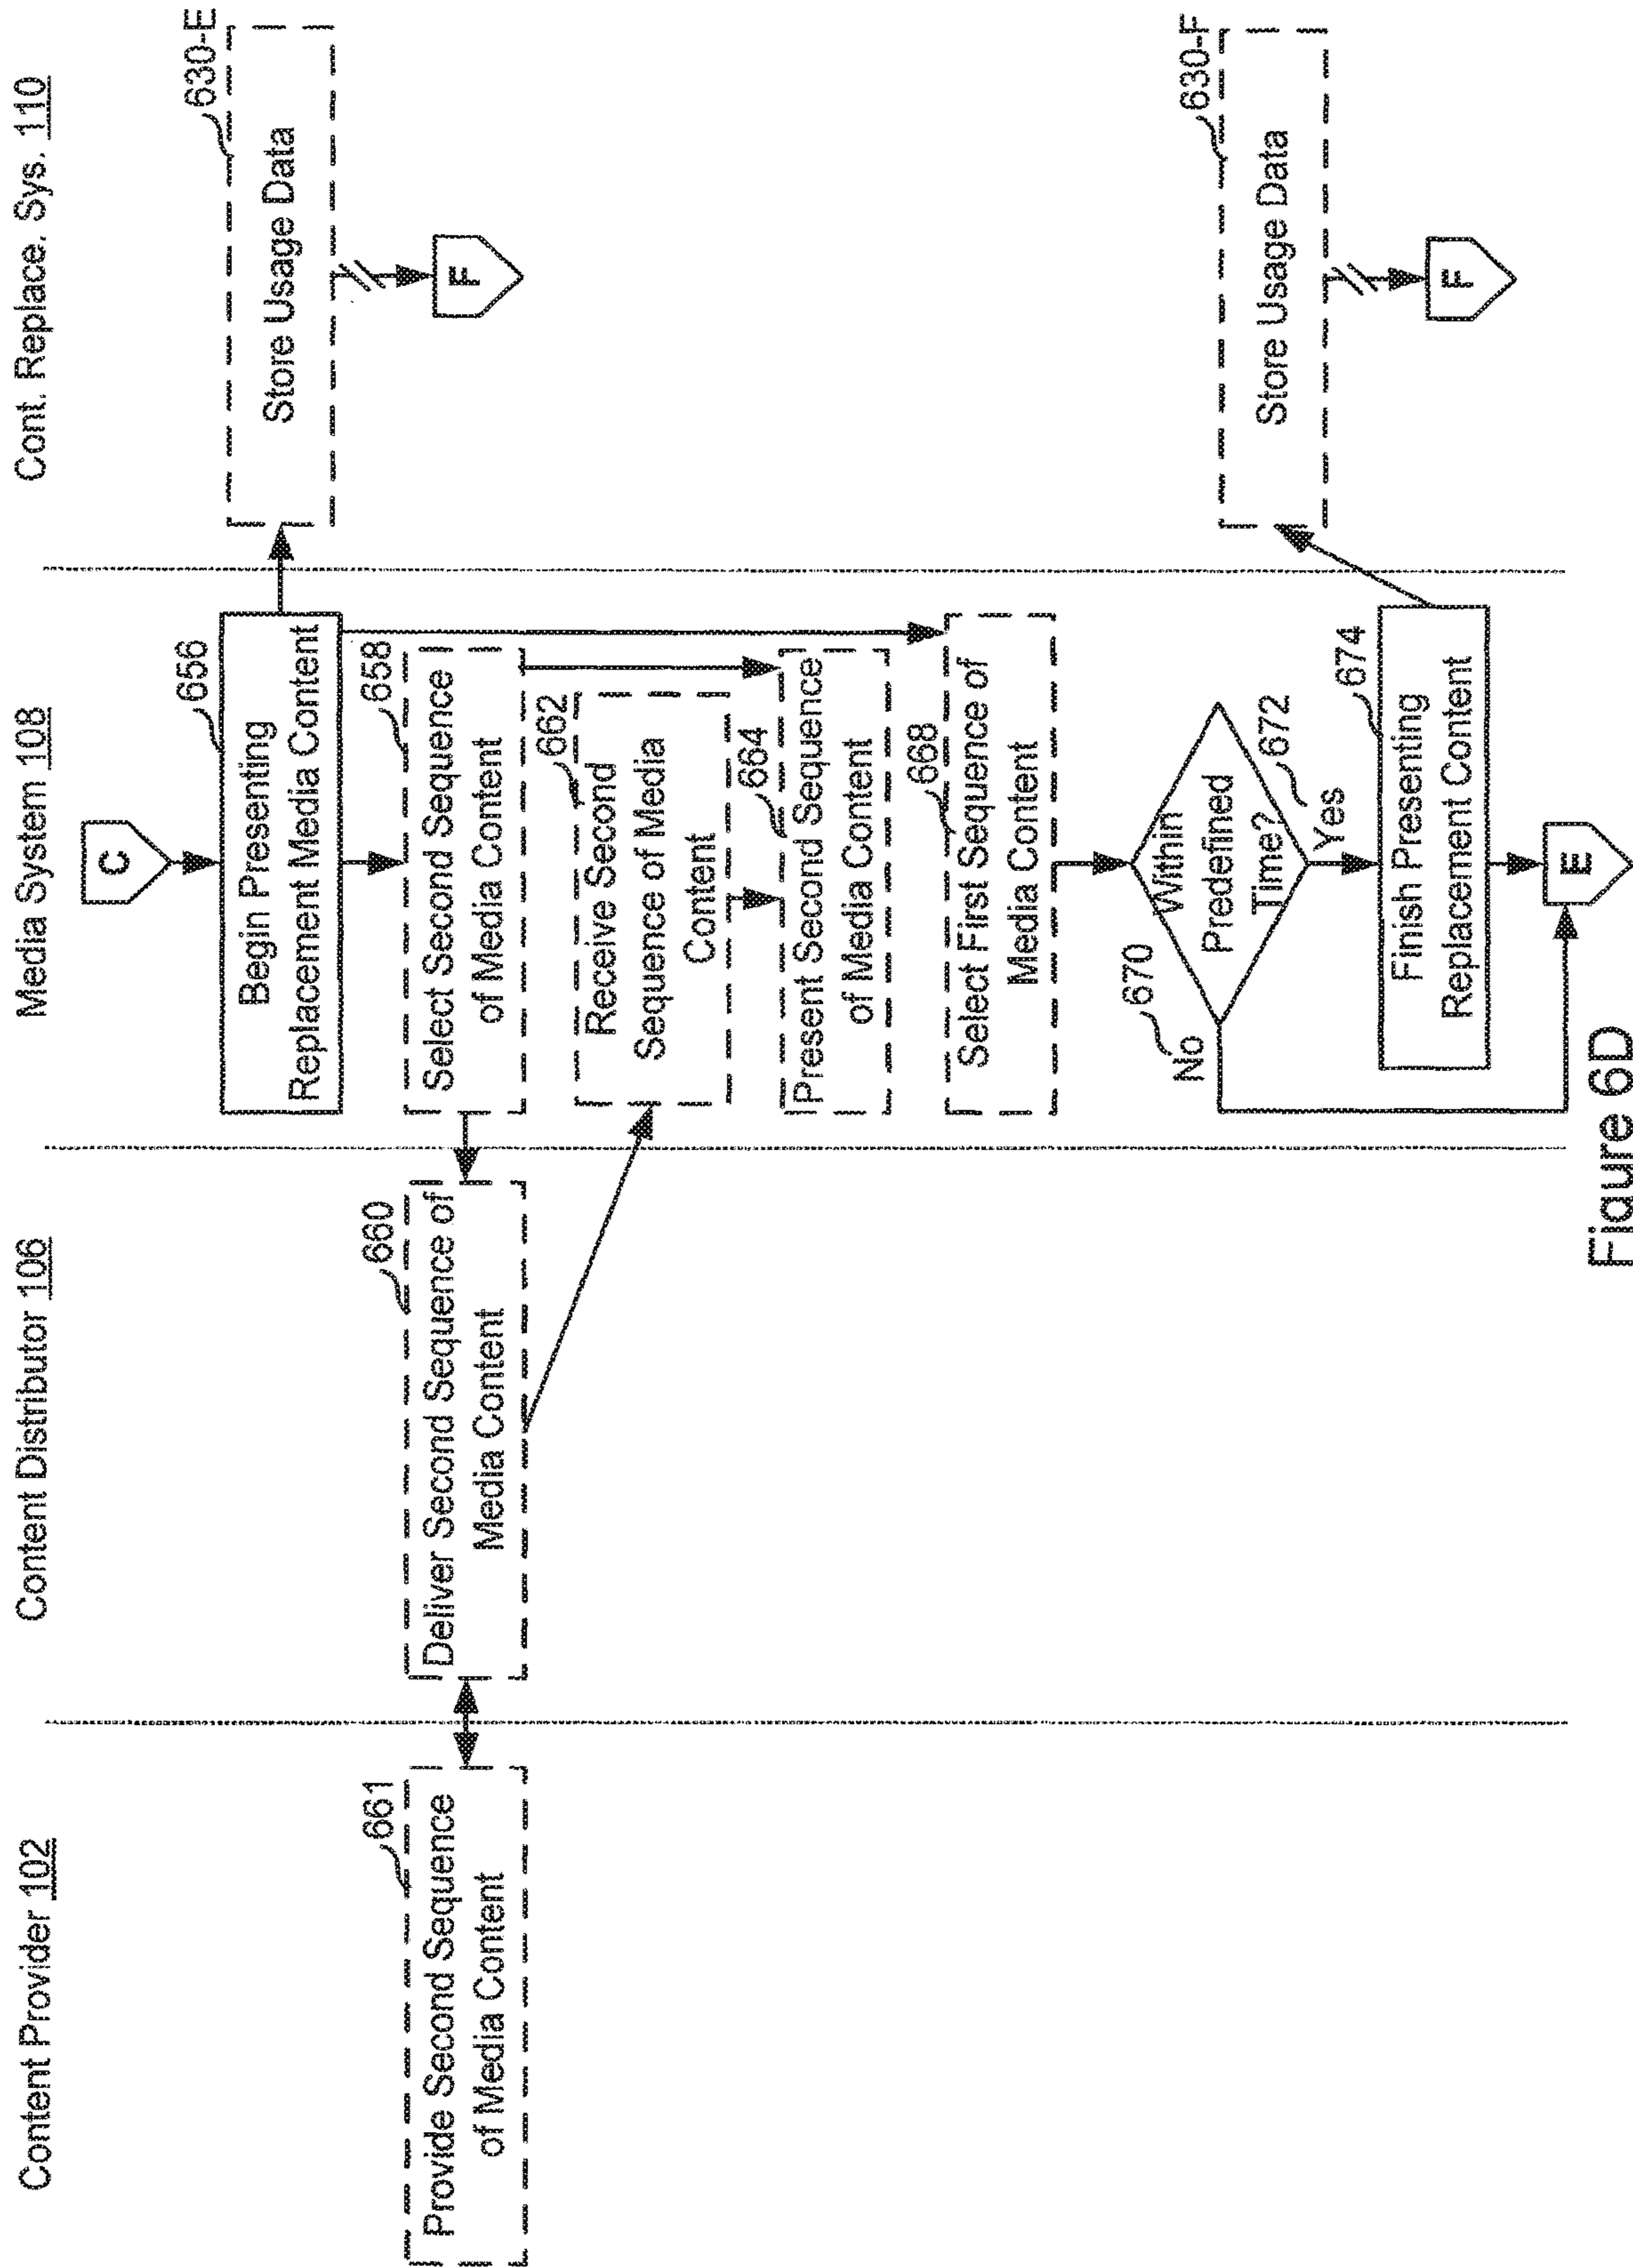 Content Provider 102
Content Distributor 106
Media System 108
Cont. Replace. Sys. 110
C
656
Begin Presenting
Replacement Media Content
630-E
Store Usage Data
F
661
Provide Second Sequence
of Media Content
660
Deliver Second Sequence of
Media Content
658
Select Second Sequence
of Media Content
662
Receive Second
Sequence of Media
Content
664
Present Second Sequence
of Media Content
668
Select First Sequence of
Media Content
670
No
Within
Predefined
Time?
672
Yes
674
Finish Presenting
Replacement Content
630-F
Store Usage Data
F
E
Figure 6D